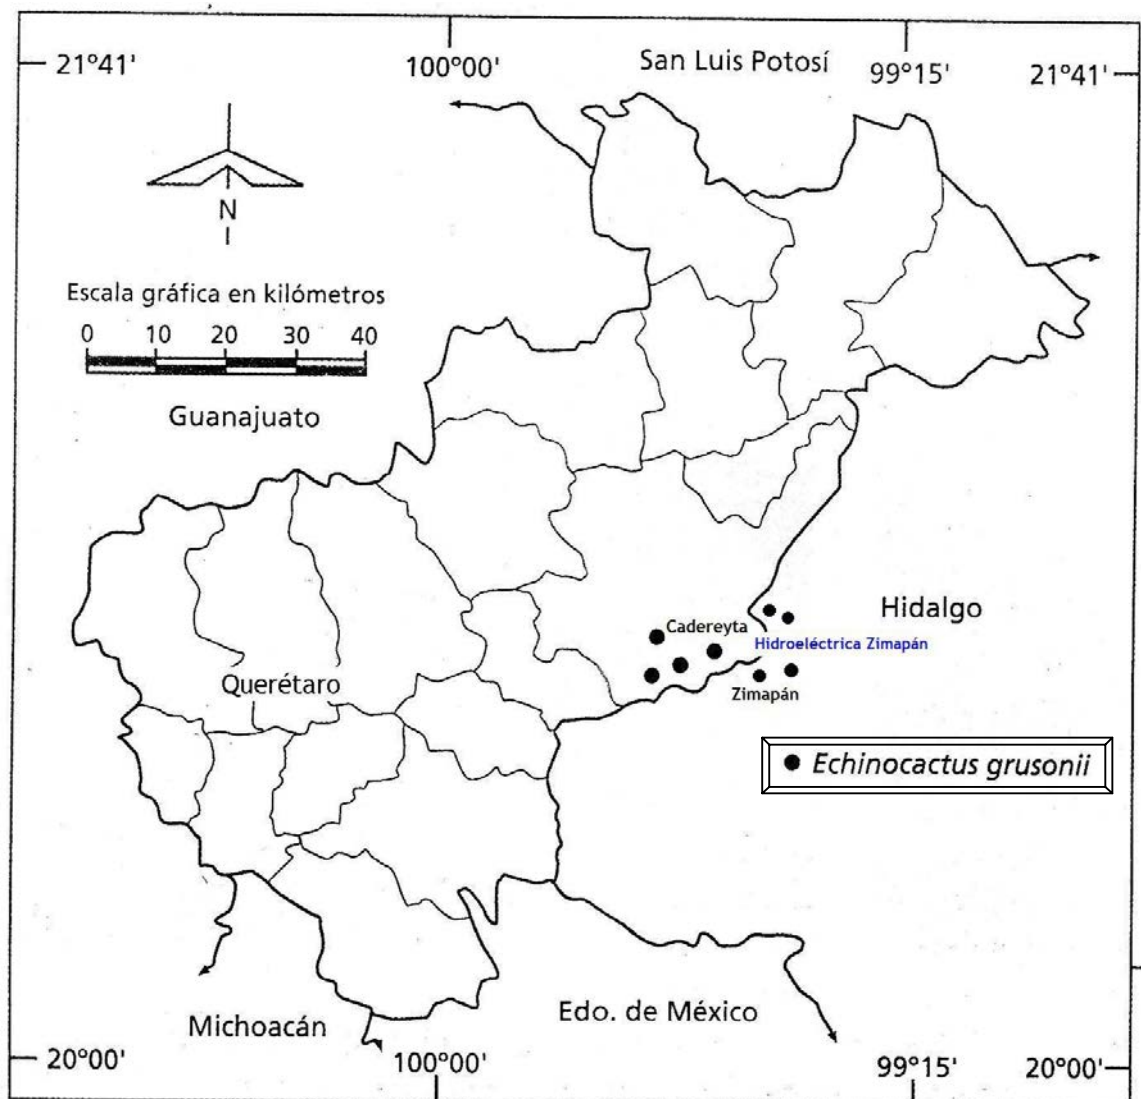 21°41'
100°00'
San Luis Potosí
99°15'
21°41'
N
Escala gráfica en kilómetros
0 10 20 30 40
Guanajuato
Hidalgo
Cadereyta
Hidroeléctrica Zimapán
Querétaro
Zimapán
Echinocactus grusonii
Michoacán
Edo. de México
20°00'
100°00'
99°15'
20°00'